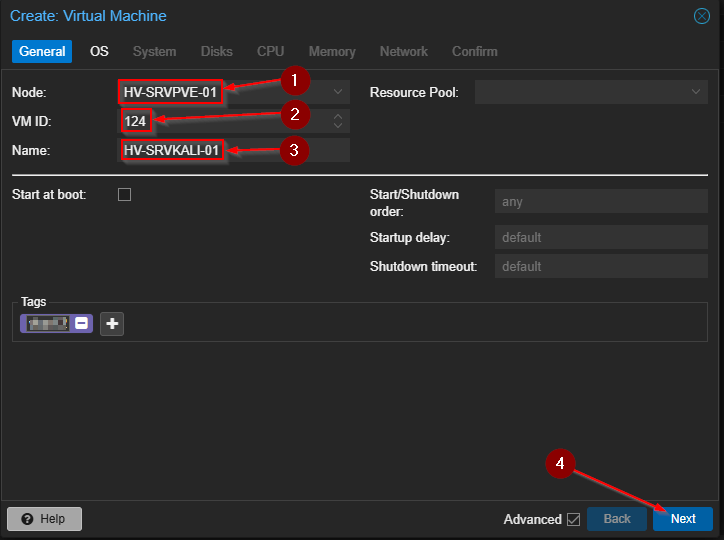 Create: Virtual Machine
General OS System Disks CPU Memory Network Confirm
Node: HV-SRVPVE-01 1 Resource Pool:
VM ID: 124 2
Name: HV-SRVKALI-01 3
Start at boot: Start/Shutdown order: any
Startup delay: default
Shutdown timeout: default
Tags
4
? Help Advanced Back Next